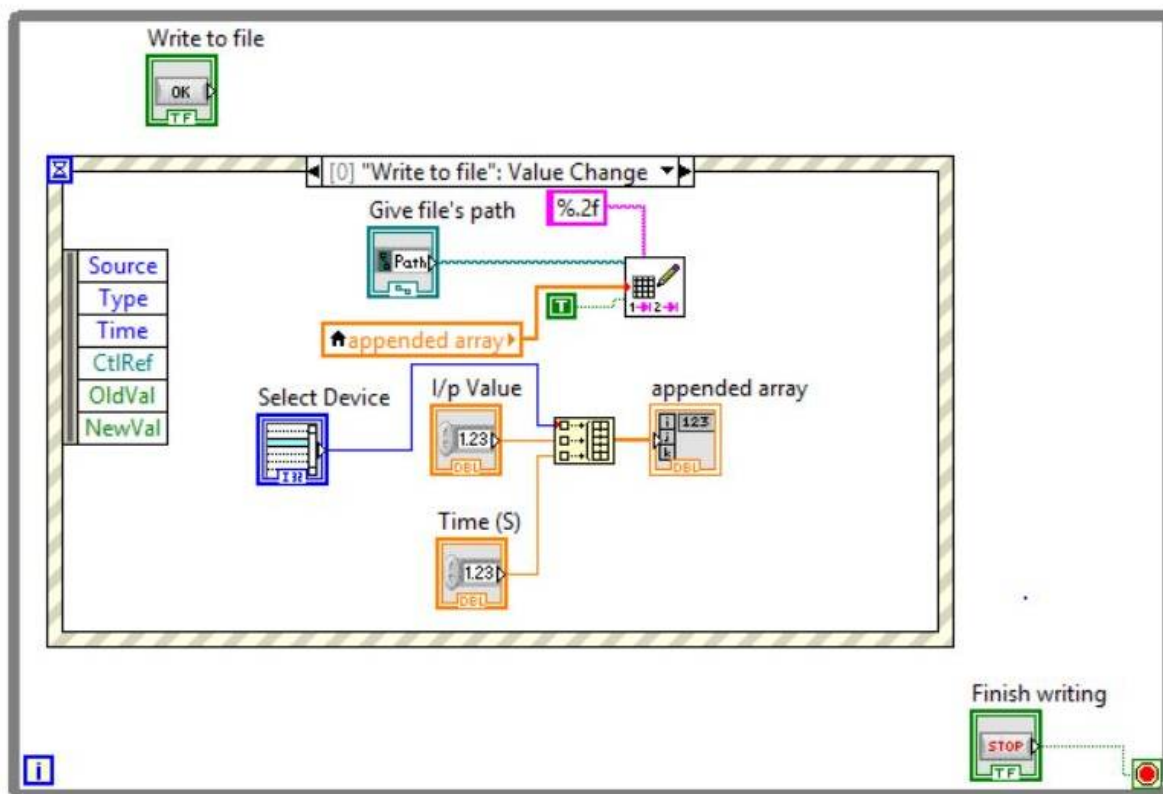 Write to file
OK
TF
[0] "Write to file": Value Change
Give file's path
%.2f
Path
Source
Type
Time
CtlRef
OldVal
NewVal
T
1 2
appended array
Select Device
I/p Value
appended array
1.23
i 123
j
k
I32
DBL
DBL
Time (S)
1.23
DBL
Finish writing
STOP
TF
i